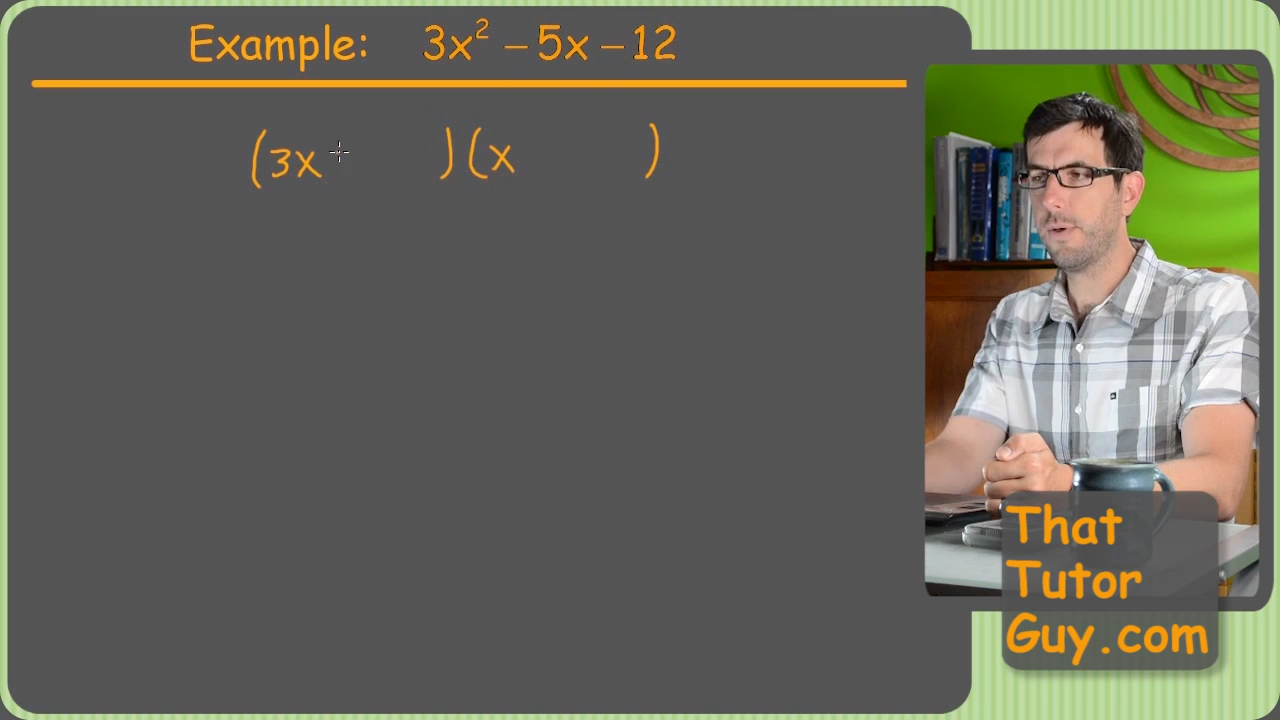 Example: 3x² – 5x – 12
(3x )(x )
That
Tutor
Guy.com